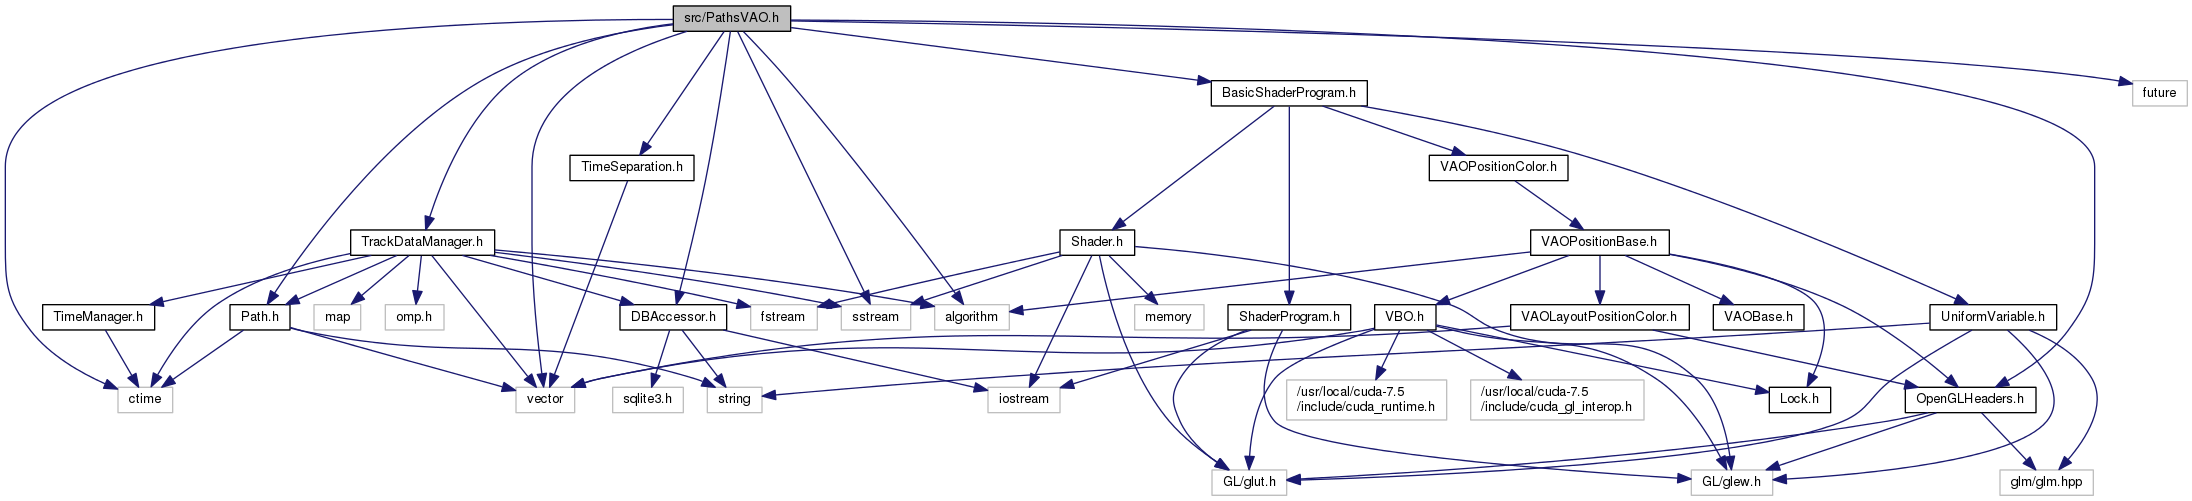 src/PathsVAO.h
BasicShaderProgram.h
future
TimeSeparation.h
VAOPositionColor.h
TrackDataManager.h
Shader.h
VAOPositionBase.h
TimeManager.h
Path.h
map
omp.h
DBAccessor.h
fstream
sstream
algorithm
memory
ShaderProgram.h
VBO.h
VAOLayoutPositionColor.h
VAOBase.h
UniformVariable.h
ctime
vector
sqlite3.h
string
iostream
/usr/local/cuda-7.5
/include/cuda_runtime.h
/usr/local/cuda-7.5
/include/cuda_gl_interop.h
Lock.h
OpenGLHeaders.h
GL/glut.h
GL/glew.h
glm/glm.hpp